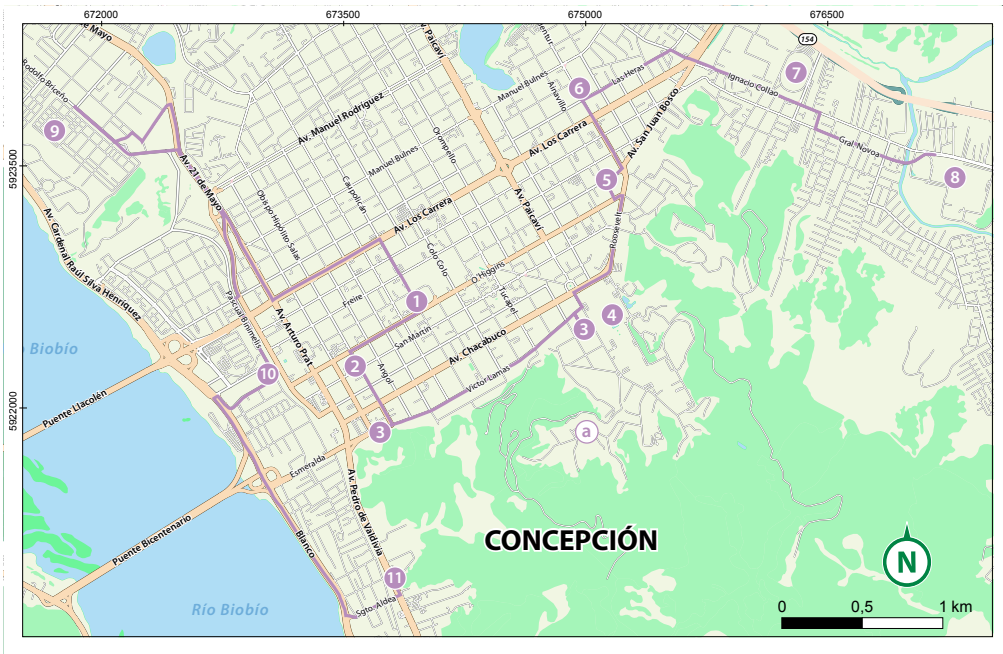 672000
673500
675000
676500
5923500
5922000
de Mayo
Rodolfo Briceño
9
Av. 21 de Mayo
Av. Cardenal Raúl Silva Henríquez
Av. Manuel Rodríguez
Manuel Bulnes
Orompello
Av. Paicaví
Manuel Bulnes
Ainavillo
6
Las Heras
154
7
Ignacio Collao
Gral. Novoa
8
Av. San Juan Bosco
Av. Los Carrera
5
Roosevelt
Av. Paicaví
Obispo Hipólito Salas
Caupolicán
Av. Los Carrera
Colo Colo
O'Higgins
Tucapel
Freire
1
San Martín
Av. Chacabuco
4
3
Pascual Binimelis
Av. Arturo Prat
2
Angol
Víctor Lamas
10
3
a
Biobío
Puente Llacolén
Esmeralda
Puente Bicentenario
Av. Pedro de Valdivia
Blanco
CONCEPCIÓN
11
Sgto. Aldea
Río Biobío
N
0 0,5 1 km